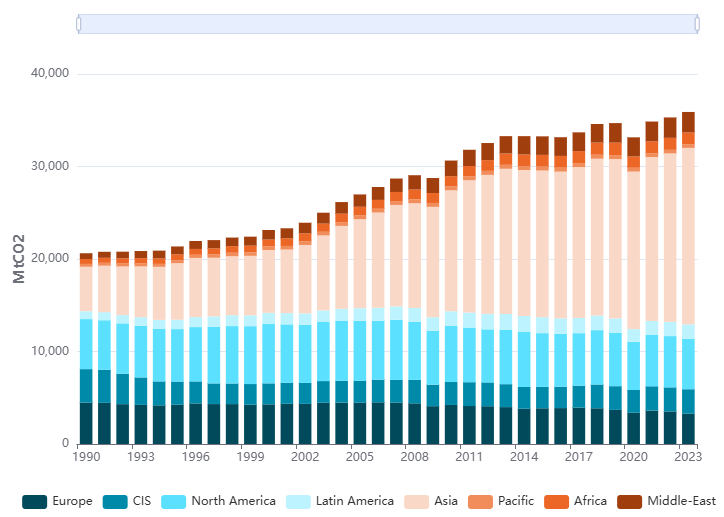 40,000
30,000
20,000
10,000
0
MtCO2
1990 1993 1996 1999 2002 2005 2008 2011 2014 2017 2020 2023
Europe CIS North America Latin America Asia Pacific Africa Middle-East